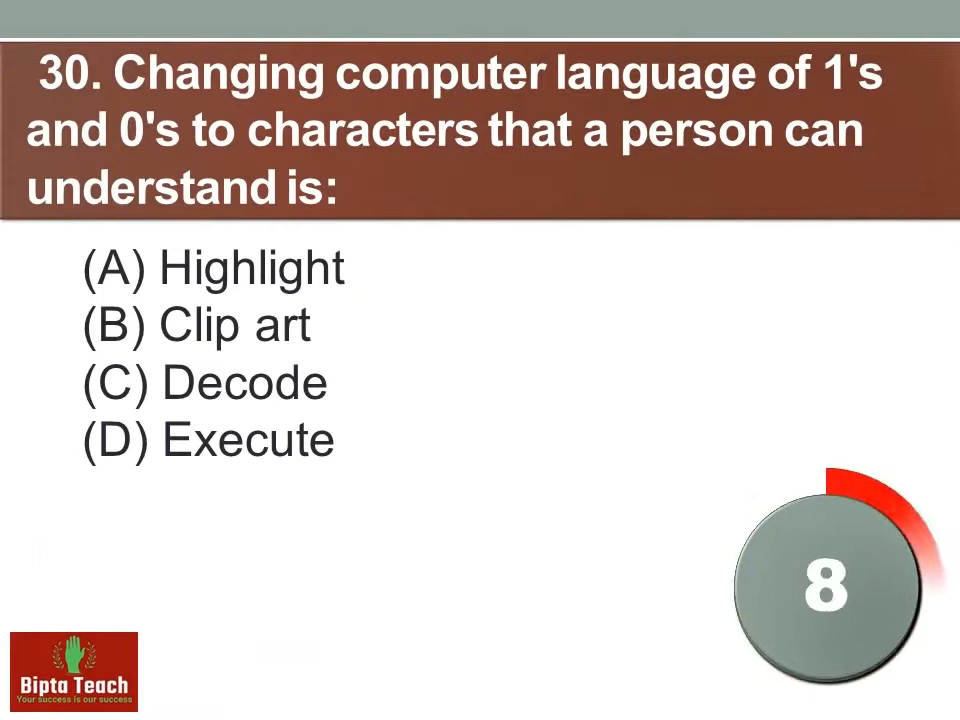 30. Changing computer language of 1's
and 0's to characters that a person can
understand is:
(A) Highlight
(B) Clip art
(C) Decode
(D) Execute
8
Bipta Teach
Your success is our success